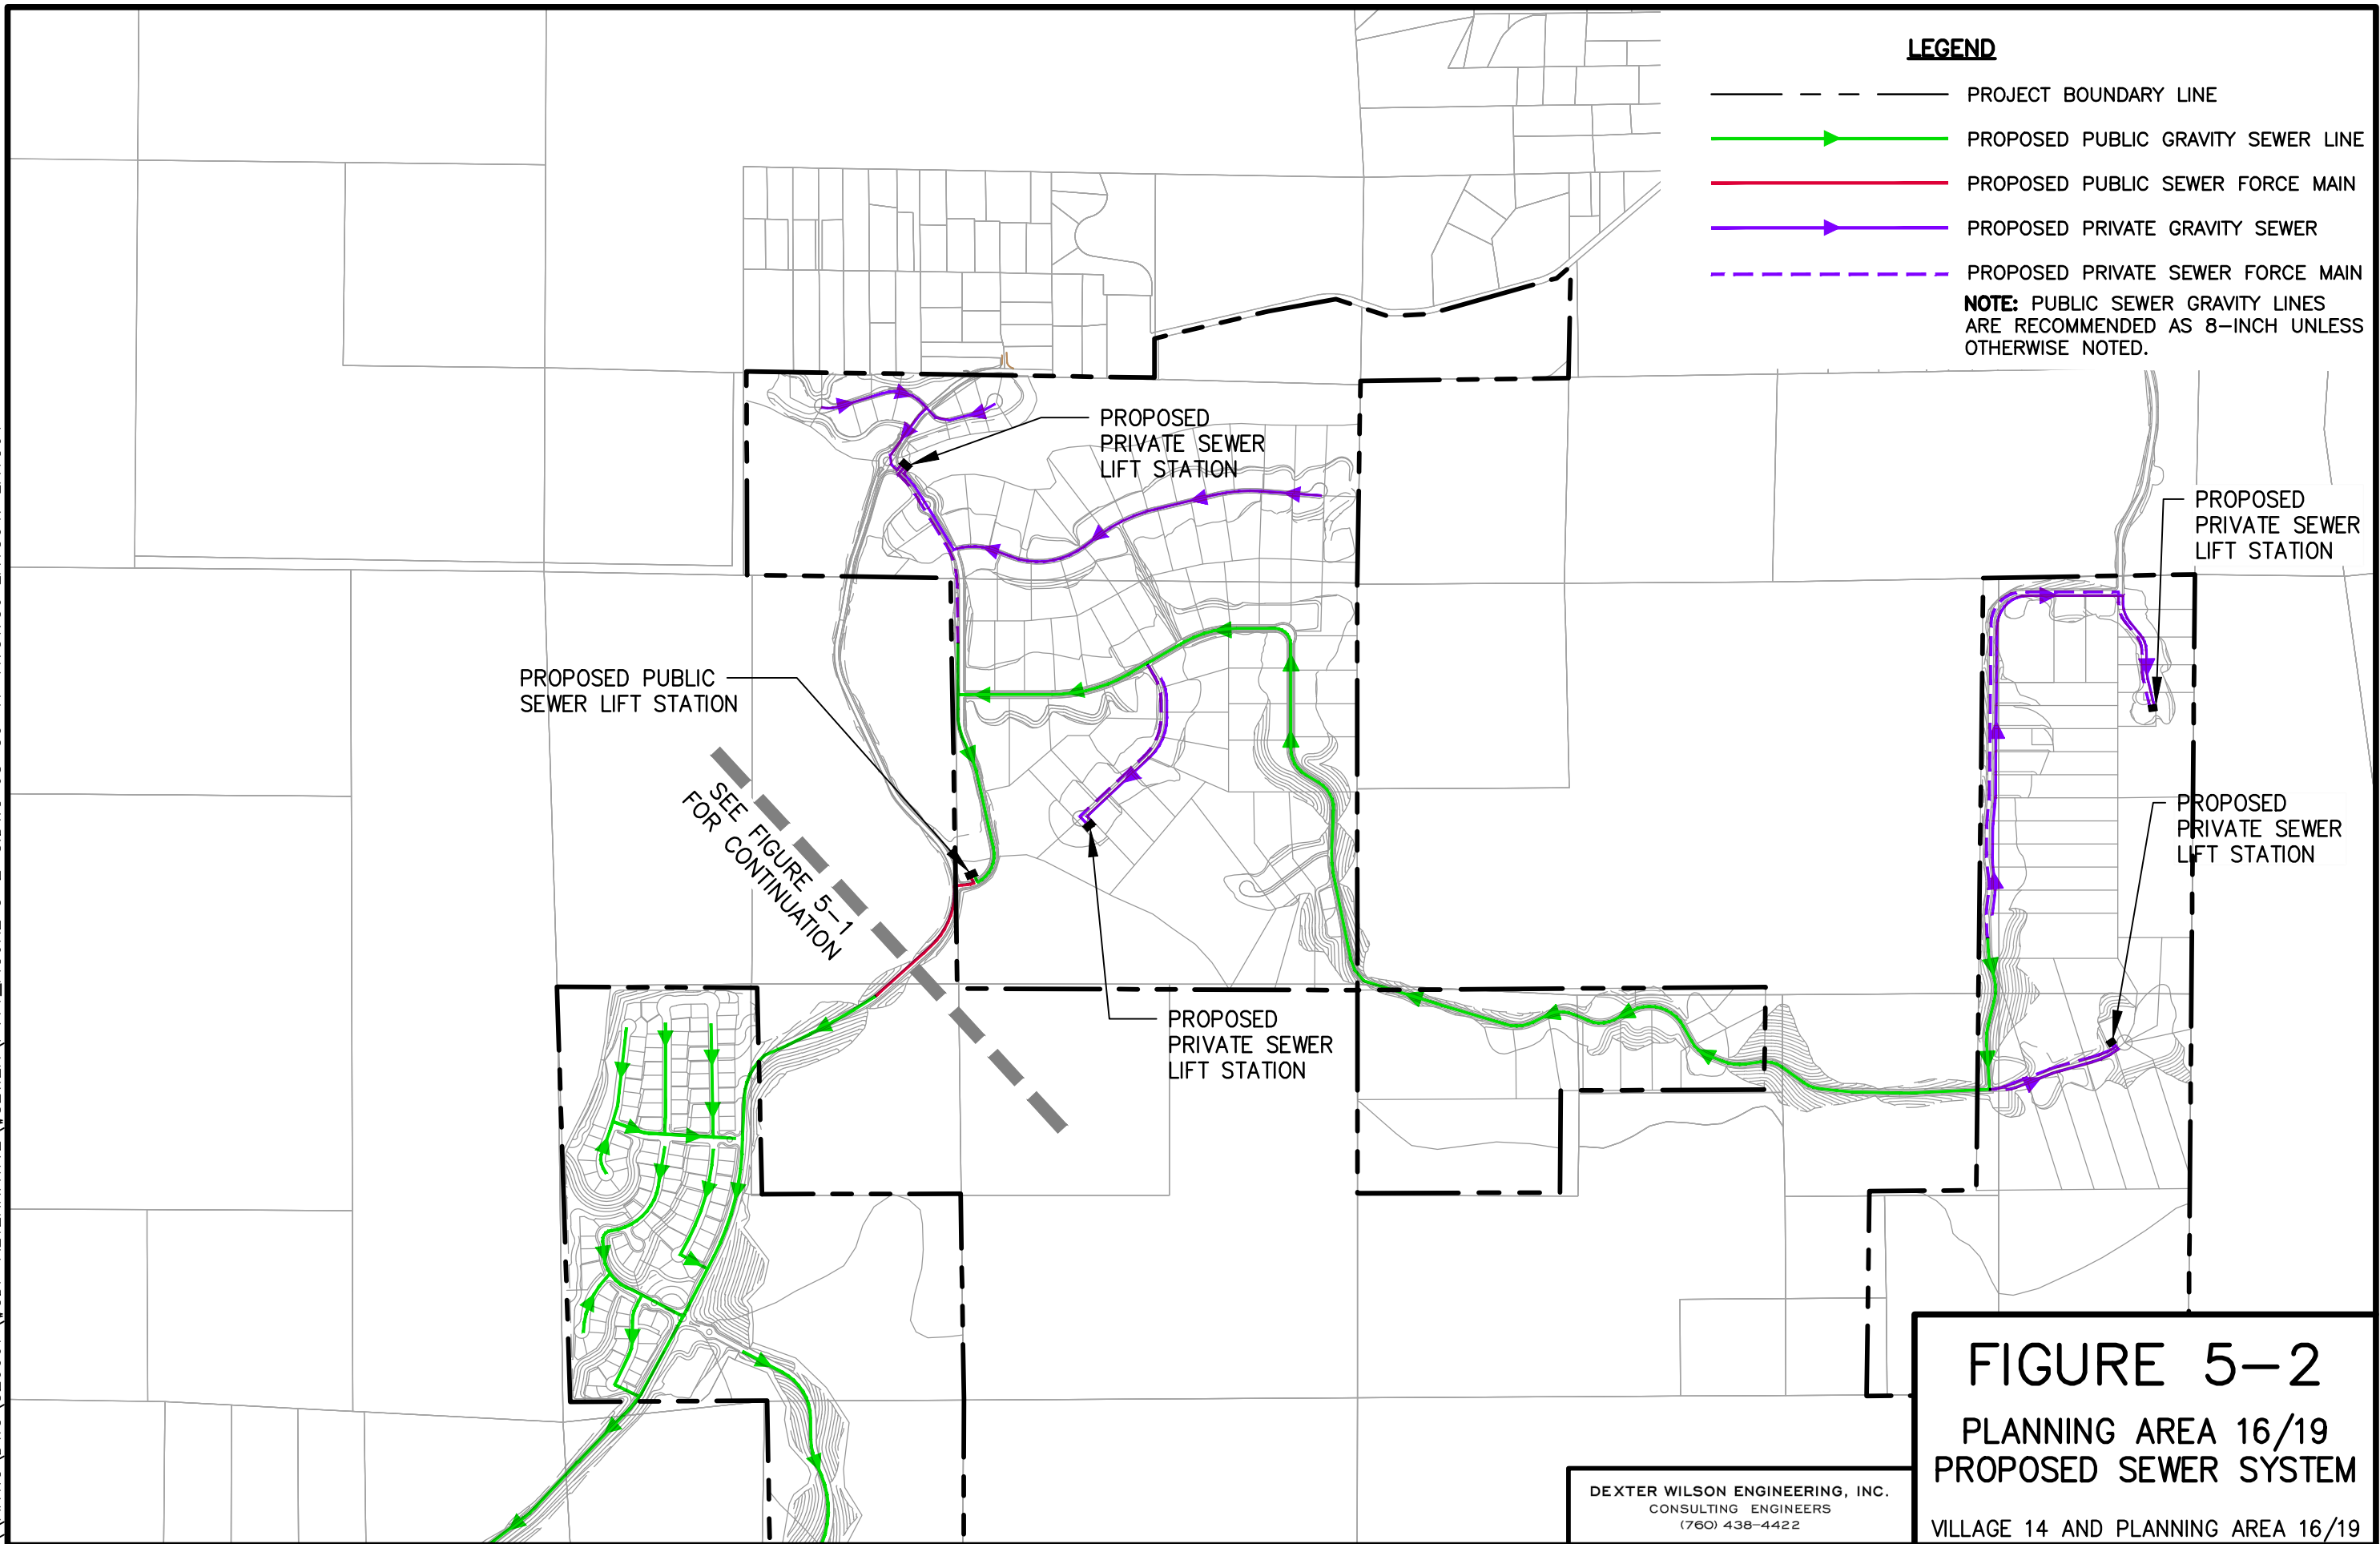 LEGEND
PROJECT BOUNDARY LINE
PROPOSED PUBLIC GRAVITY SEWER LINE
PROPOSED PUBLIC SEWER FORCE MAIN
PROPOSED PRIVATE GRAVITY SEWER
PROPOSED PRIVATE SEWER FORCE MAIN
NOTE: PUBLIC SEWER GRAVITY LINES
ARE RECOMMENDED AS 8-INCH UNLESS
OTHERWISE NOTED.
PROPOSED
PRIVATE SEWER
LIFT STATION
PROPOSED
PRIVATE SEWER
LIFT STATION
PROPOSED PUBLIC
SEWER LIFT STATION
SEE FIGURE 5-1
FOR CONTINUATION
PROPOSED
PRIVATE SEWER
LIFT STATION
PROPOSED
PRIVATE SEWER
LIFT STATION
FIGURE 5-2
PLANNING AREA 16/19
PROPOSED SEWER SYSTEM
VILLAGE 14 AND PLANNING AREA 16/19
DEXTER WILSON ENGINEERING, INC.
CONSULTING ENGINEERS
(760) 438-4422